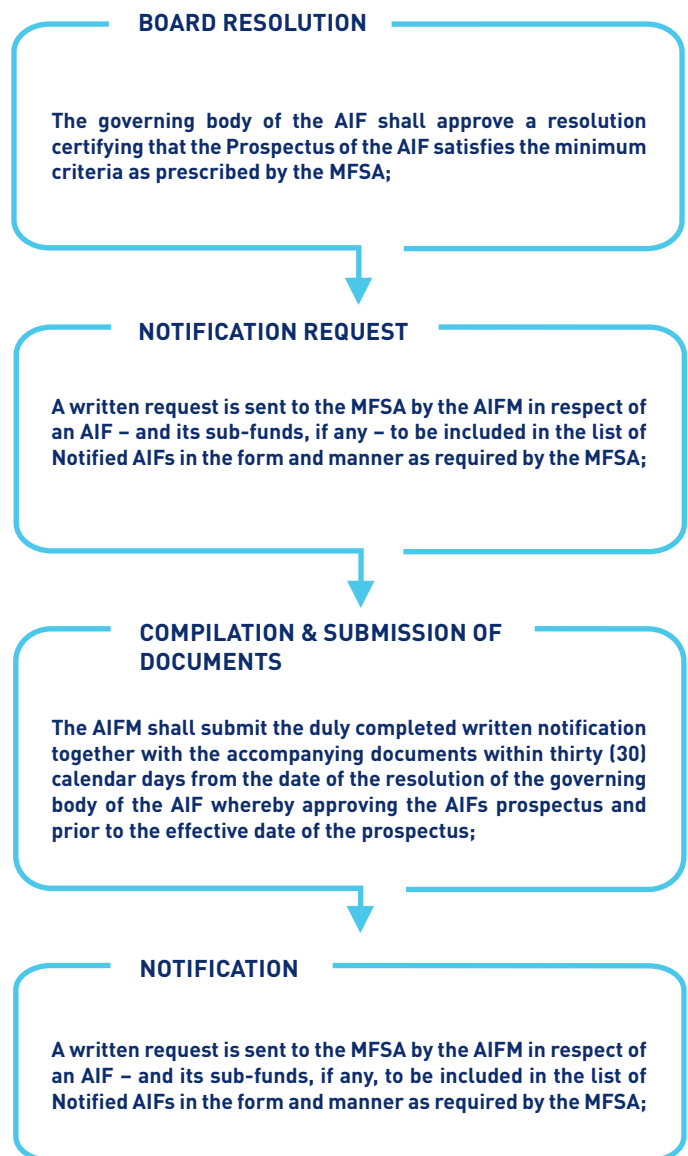 BOARD RESOLUTION
The governing body of the AIF shall approve a resolution
certifying that the Prospectus of the AIF satisfies the minimum
criteria as prescribed by the MFSA;
NOTIFICATION REQUEST
A written request is sent to the MFSA by the AIFM in respect of
an AIF – and its sub-funds, if any – to be included in the list of
Notified AIFs in the form and manner as required by the MFSA;
COMPILATION & SUBMISSION OF
DOCUMENTS
The AIFM shall submit the duly completed written notification
together with the accompanying documents within thirty (30)
calendar days from the date of the resolution of the governing
body of the AIF whereby approving the AIFs prospectus and
prior to the effective date of the prospectus;
NOTIFICATION
A written request is sent to the MFSA by the AIFM in respect of
an AIF – and its sub-funds, if any, to be included in the list of
Notified AIFs in the form and manner as required by the MFSA;